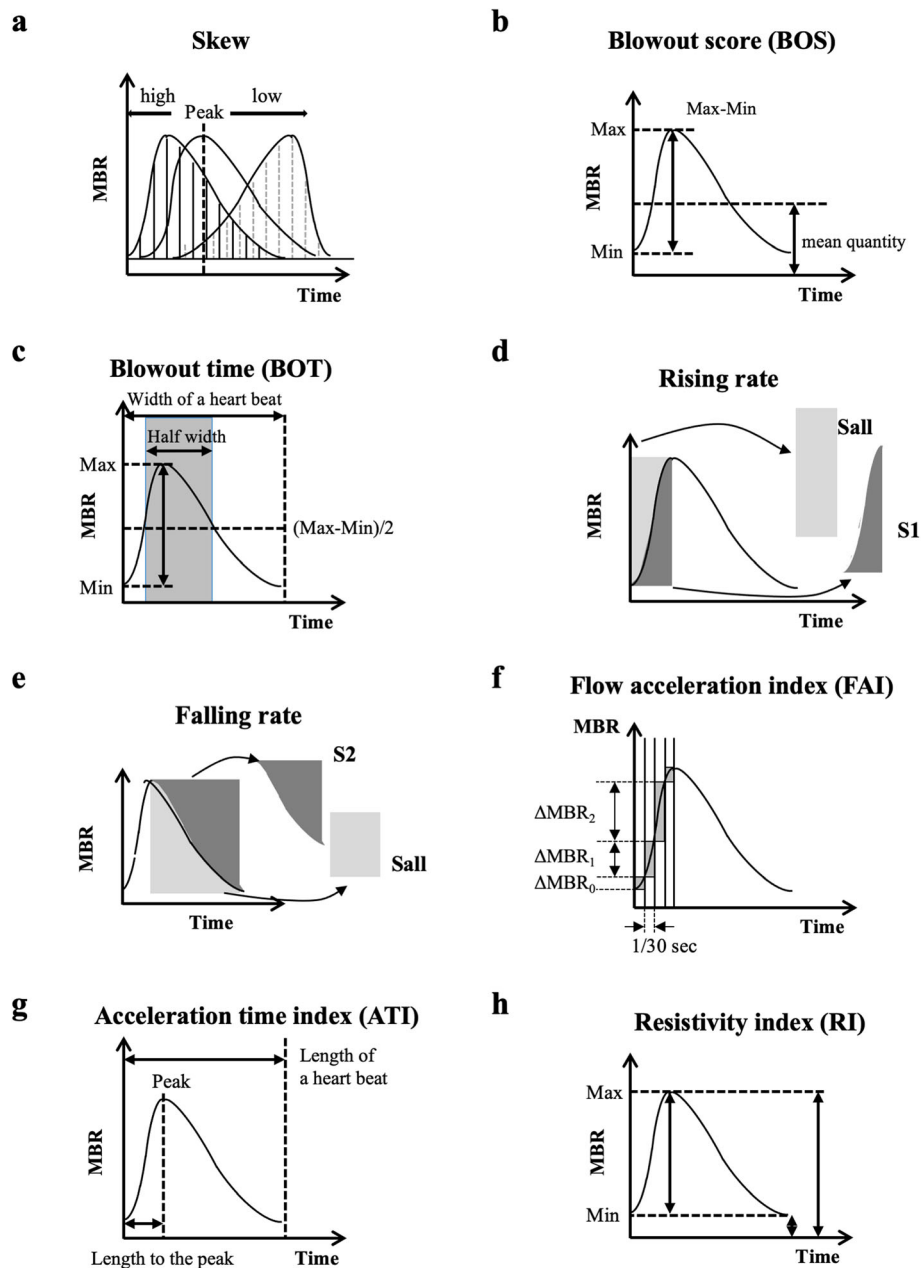 a
Skew
high
low
Peak
MBR
Time
b
Blowout score (BOS)
Max-Min
Max
MBR
Min
mean quantity
Time
c
Blowout time (BOT)
Width of a heart beat
Half width
Max
MBR
(Max-Min)/2
Min
Time
d
Rising rate
Sall
MBR
S1
Time
e
Falling rate
S2
MBR
Sall
Time
f
Flow acceleration index (FAI)
MBR
ΔMBR₂
ΔMBR₁
ΔMBR₀
Time
1/30 sec
g
Acceleration time index (ATI)
Length of
a heart beat
Peak
MBR
Time
Length to the peak
h
Resistivity index (RI)
Max
MBR
Min
Time